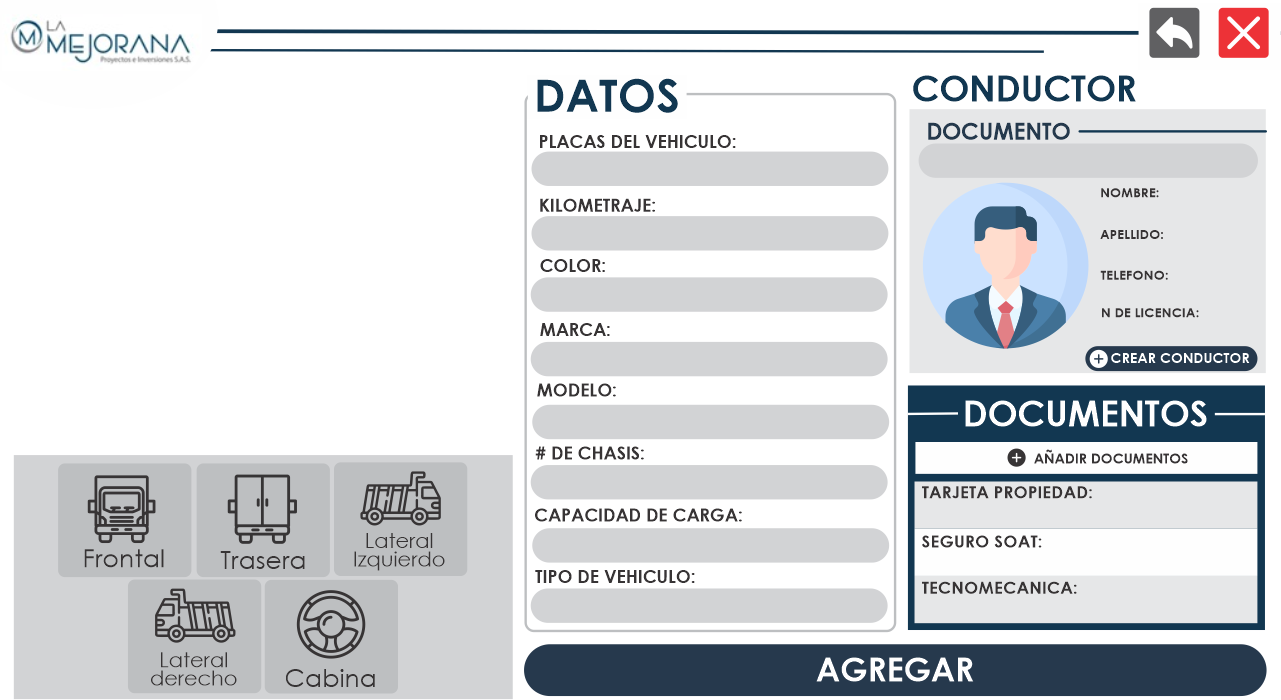 LA
MEJORANA
Proyectos e Inversiones S.A.S.
DATOS
PLACAS DEL VEHICULO:
KILOMETRAJE:
COLOR:
MARCA:
MODELO:
# DE CHASIS:
CAPACIDAD DE CARGA:
TIPO DE VEHICULO:
CONDUCTOR
DOCUMENTO
NOMBRE:
APELLIDO:
TELEFONO:
N DE LICENCIA:
CREAR CONDUCTOR
DOCUMENTOS
AÑADIR DOCUMENTOS
TARJETA PROPIEDAD:
SEGURO SOAT:
TECNOMECANICA:
Frontal
Trasera
Lateral
Izquierdo
Lateral
derecho
Cabina
AGREGAR